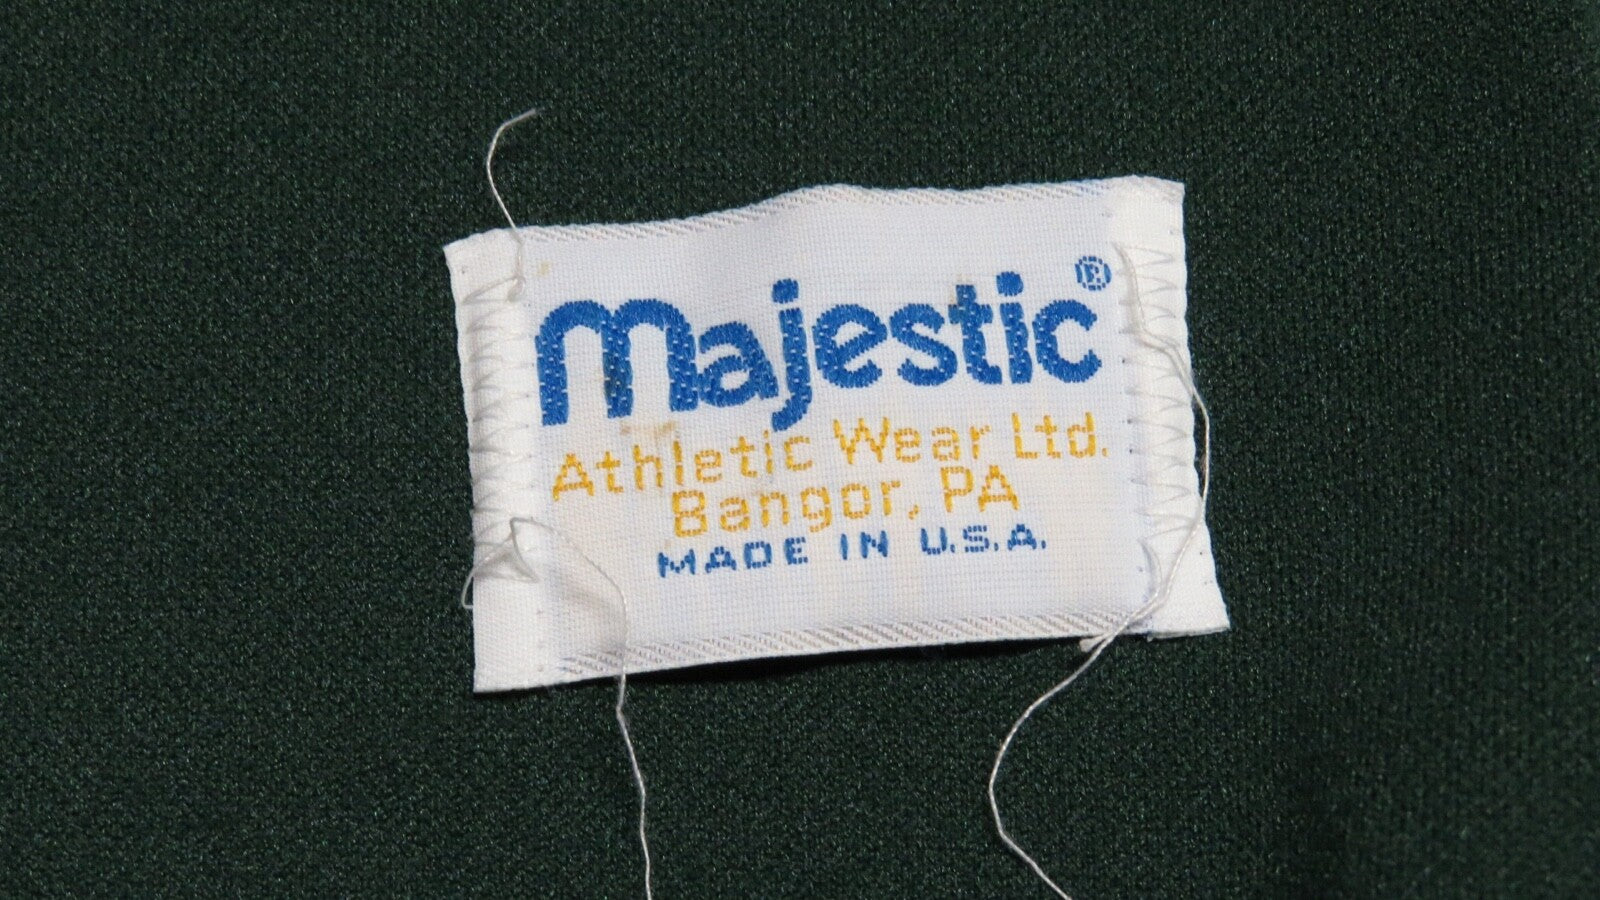 majestic®
Athletic Wear Ltd.
Bangor, PA
MADE IN U.S.A.